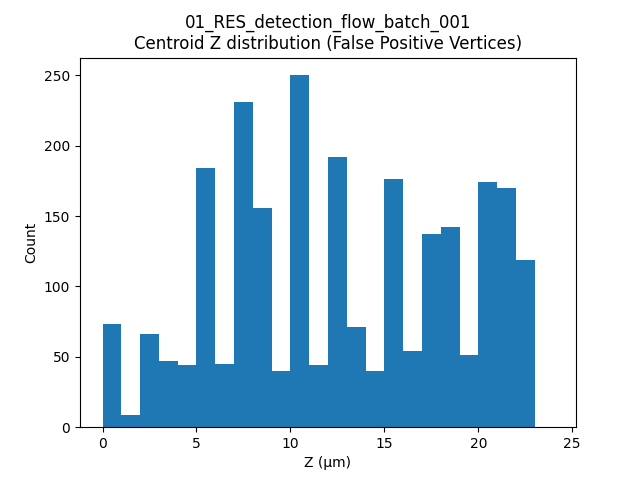 01_RES_detection_flow_batch_001
Centroid Z distribution (False Positive Vertices)
250
200
150
100
50
0
Count
0 5 10 15 20 25
Z (μm)